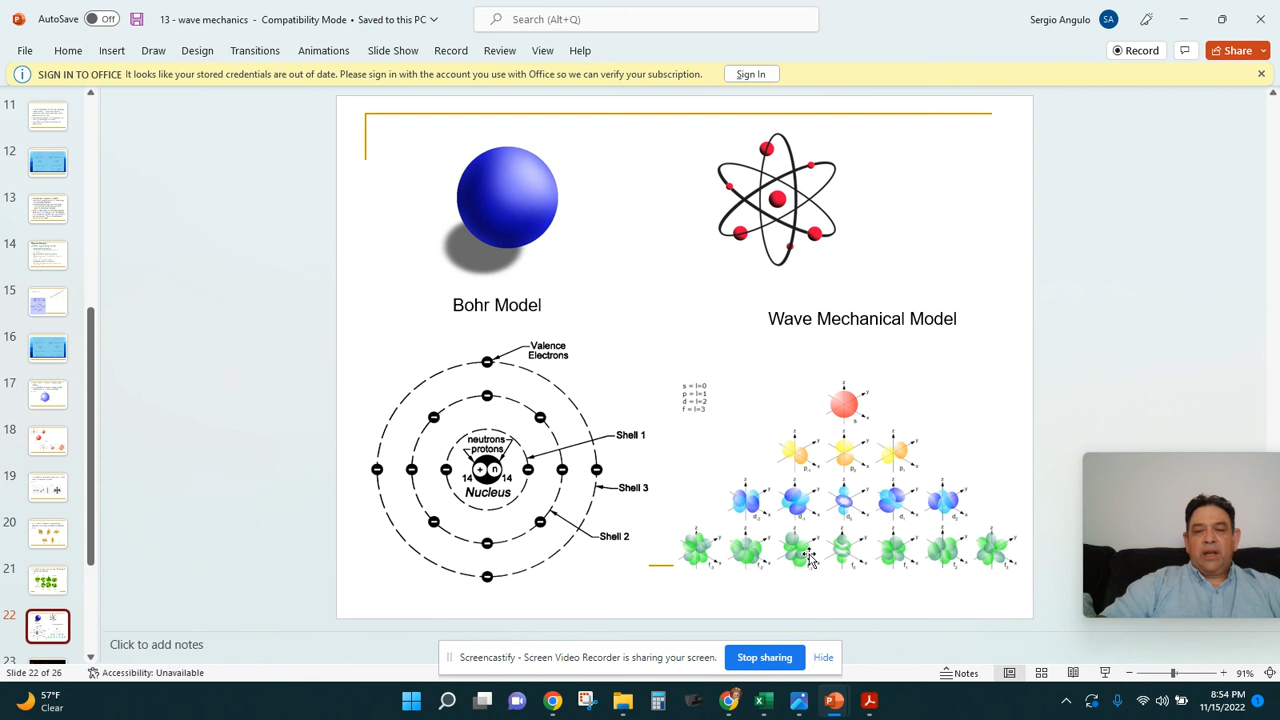 AutoSave Off 13 - wave mechanics - Compatibility Mode • Saved to this PC Search (Alt+Q) Sergio Angulo SA
File Home Insert Draw Design Transitions Animations Slide Show Record Review View Help Record Share
SIGN IN TO OFFICE It looks like your stored credentials are out of date. Please sign in with the account you use with Office so we can verify your subscription. Sign In
11
12
13
14
15
16
17
18
19
20
21
22
23
Bohr Model
Wave Mechanical Model
Valence
Electrons
neutrons
protons
14 + n 14
Nucleus
Shell 1
Shell 3
Shell 2
s = l=0
p = l=1
d = l=2
f = l=3
Click to add notes
Screencastify - Screen Video Recorder is sharing your screen. Stop sharing Hide
Slide 22 of 26 Accessibility: Unavailable Notes 91%
57°F
Clear
8:54 PM
11/15/2022